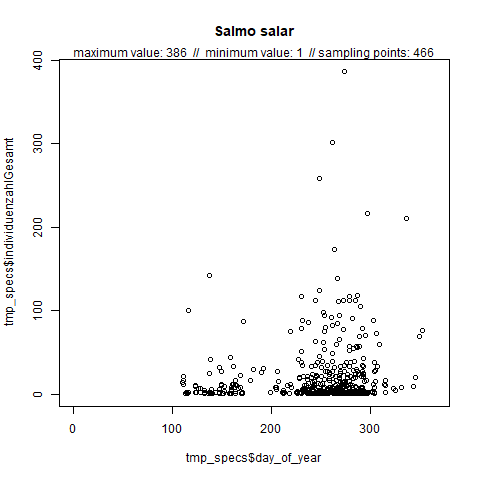 Salmo salar
maximum value: 386 // minimum value: 1 // sampling points: 466
tmp_specs$individuenzahlGesamt
400
300
200
100
0
0 100 200 300
tmp_specs$day_of_year